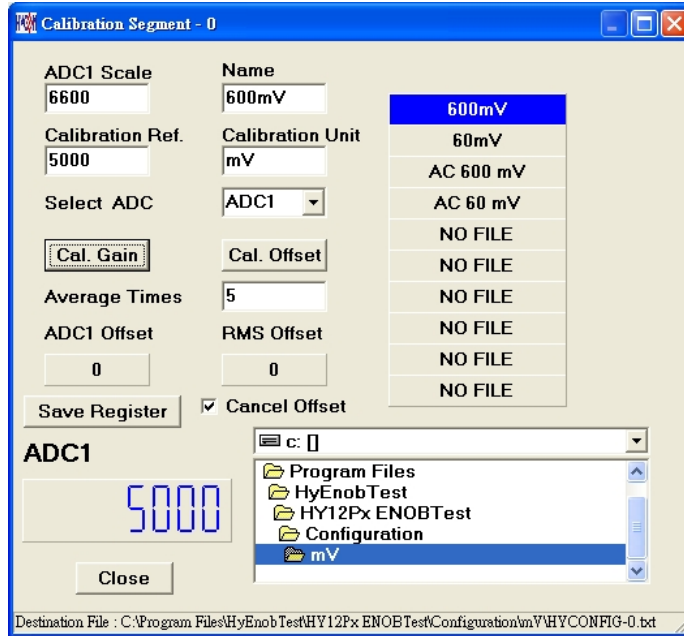 HYCON Calibration Segment - 0
ADC1 Scale
6600
Name
600mV
Calibration Ref.
5000
Calibration Unit
mV
Select ADC
ADC1
Cal. Gain
Cal. Offset
Average Times
5
ADC1 Offset
0
RMS Offset
0
Save Register
Cancel Offset
600mV
60mV
AC 600 mV
AC 60 mV
NO FILE
NO FILE
NO FILE
NO FILE
NO FILE
NO FILE
ADC1
5000
Close
c: []
Program Files
HyEnobTest
HY12Px ENOBTest
Configuration
mV
Destination File : C:\Program Files\HyEnobTest\HY12Px ENOBTest\Configuration\mV\HYCONFIG-0.txt